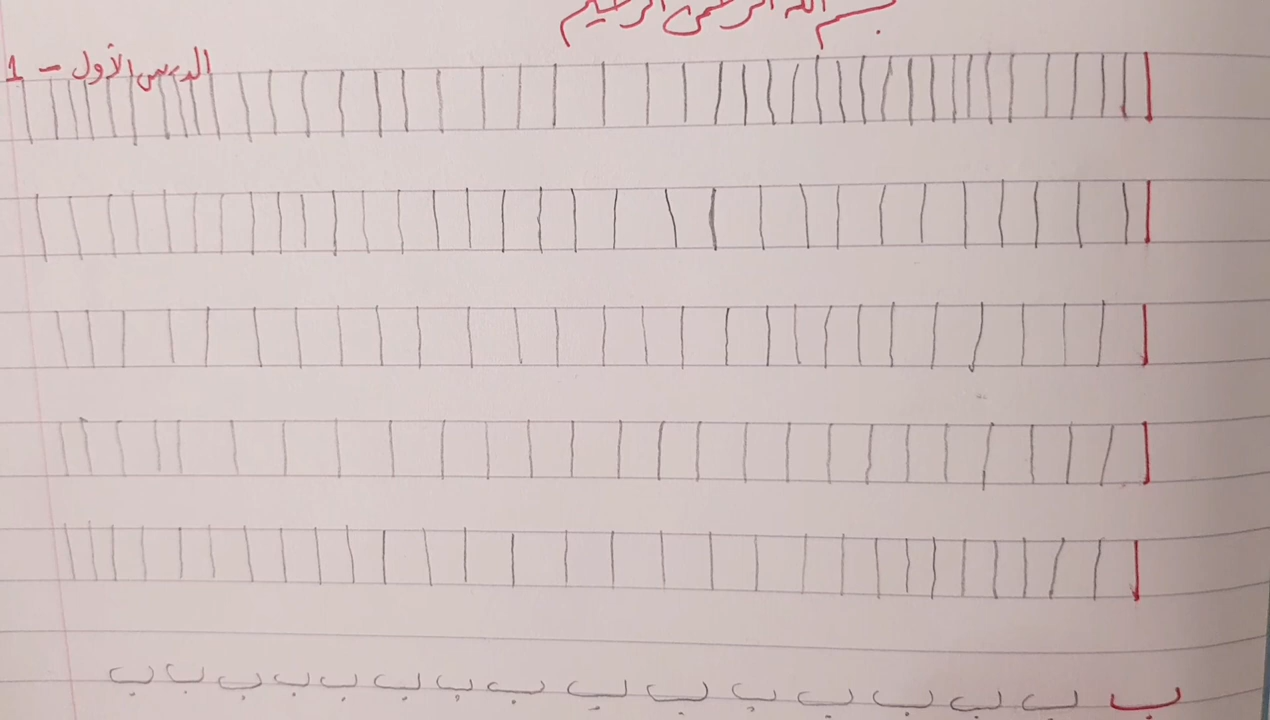 بسم الله الرحمن الرحيم
الدرس الأول - 1
ا ا ا ا ا ا ا ا ا ا ا ا ا ا ا ا ا ا ا ا ا ا ا ا ا ا ا ا ا ا ا ا ا ا ا ا ا ا ا ا ا ا
ا ا ا ا ا ا ا ا ا ا ا ا ا ا ا ا ا ا ا ا ا ا ا ا ا ا ا ا ا ا ا ا
ا ا ا ا ا ا ا ا ا ا ا ا ا ا ا ا ا ا ا ا ا ا ا ا ا ا ا ا
ا ا ا ا ا ا ا ا ا ا ا ا ا ا ا ا ا ا ا ا ا ا ا ا ا ا ا
ا ا ا ا ا ا ا ا ا ا ا ا ا ا ا ا ا ا ا ا ا ا ا ا ا ا ا ا ا ا ا
ب ب ب ب ب ب ب ب ب ب ب ب ب ب ب ب